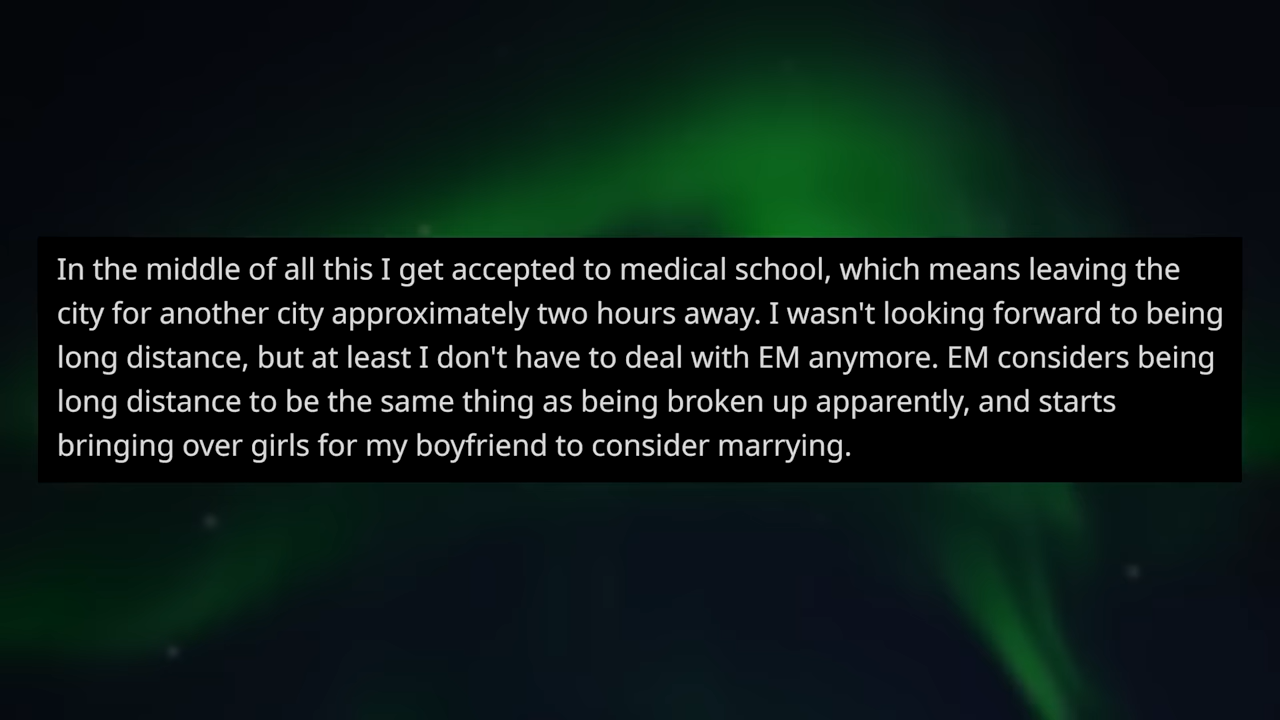 In the middle of all this I get accepted to medical school, which means leaving the
city for another city approximately two hours away. I wasn't looking forward to being
long distance, but at least I don't have to deal with EM anymore. EM considers being
long distance to be the same thing as being broken up apparently, and starts
bringing over girls for my boyfriend to consider marrying.